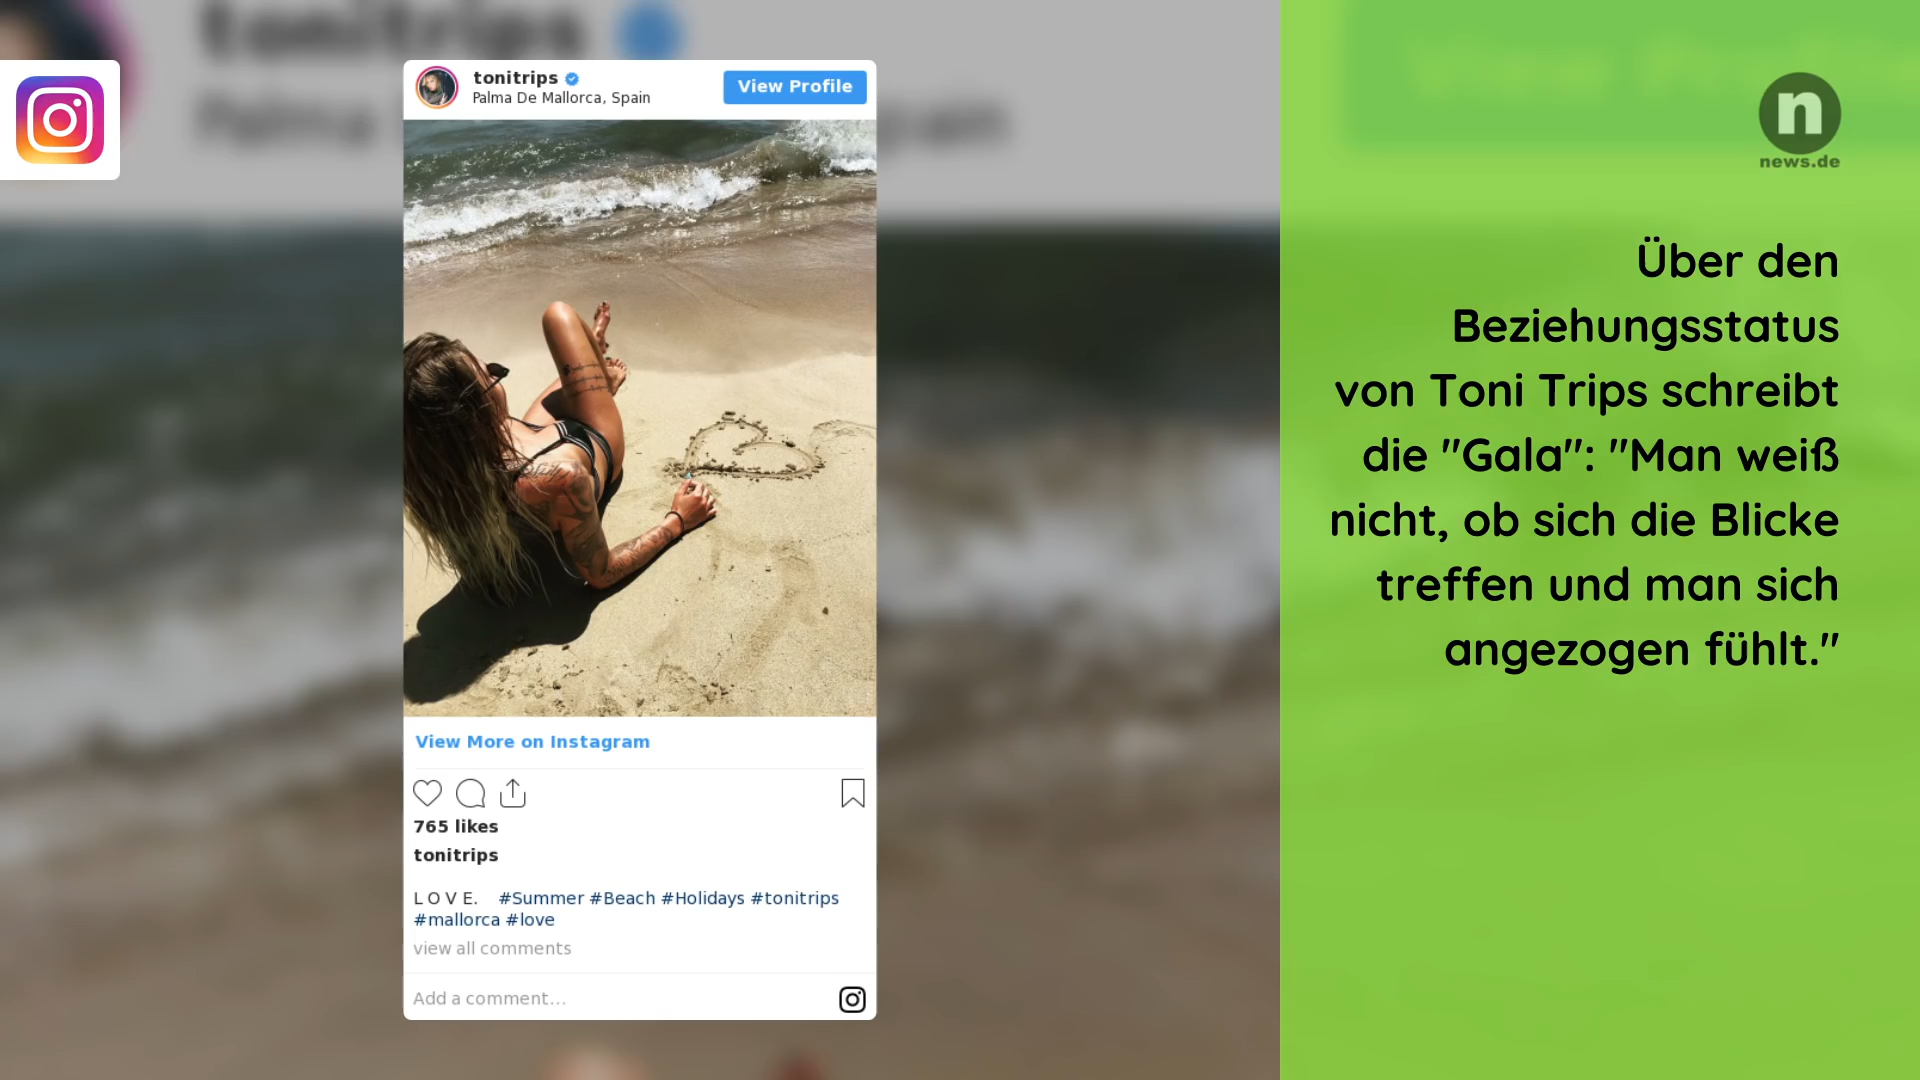 tonitrips
Palma De Mallorca, Spain
View Profile
View More on Instagram
765 likes
tonitrips
L O V E. #Summer #Beach #Holidays #tonitrips
#mallorca #love
view all comments
Add a comment...
n
news.de
Über den
Beziehungsstatus
von Toni Trips schreibt
die "Gala": "Man weiß
nicht, ob sich die Blicke
treffen und man sich
angezogen fühlt."